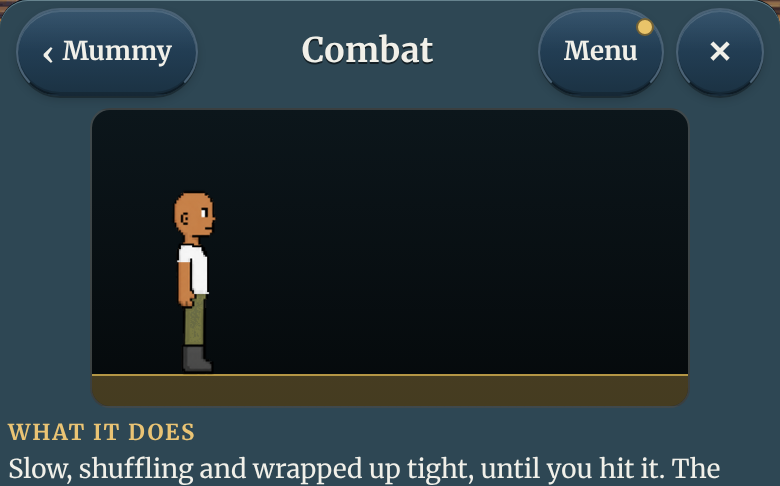 ‹ Mummy
Combat
Menu
✕
WHAT IT DOES
Slow, shuffling and wrapped up tight, until you hit it. The